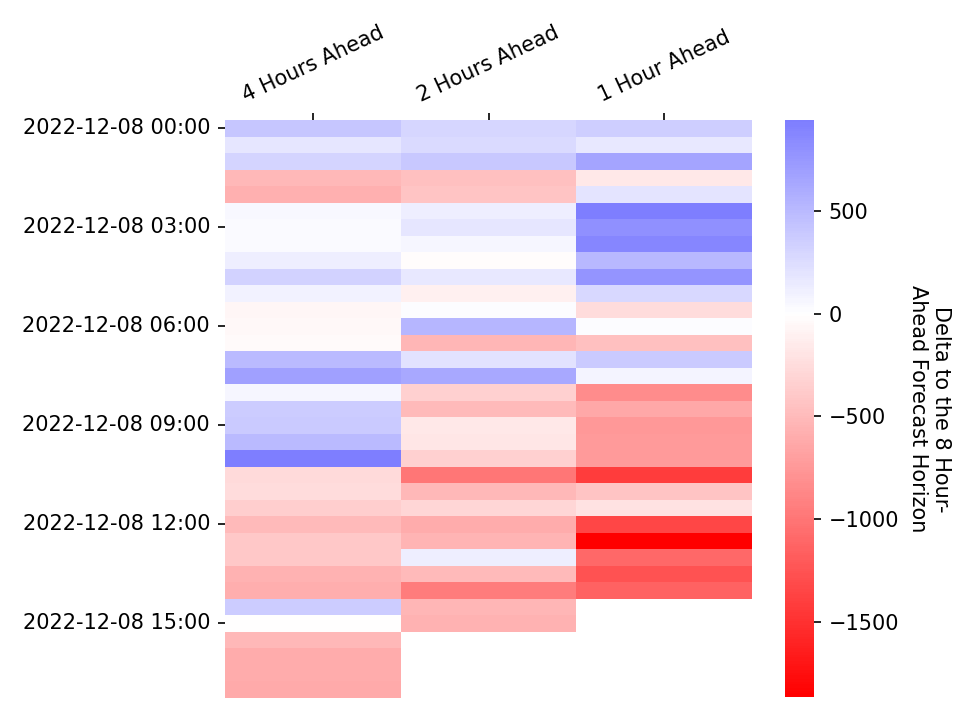 4 Hours Ahead
2 Hours Ahead
1 Hour Ahead
2022-12-08 00:00
2022-12-08 03:00
2022-12-08 06:00
2022-12-08 09:00
2022-12-08 12:00
2022-12-08 15:00
500
0
−500
−1000
−1500
Delta to the 8 Hour-
Ahead Forecast Horizon